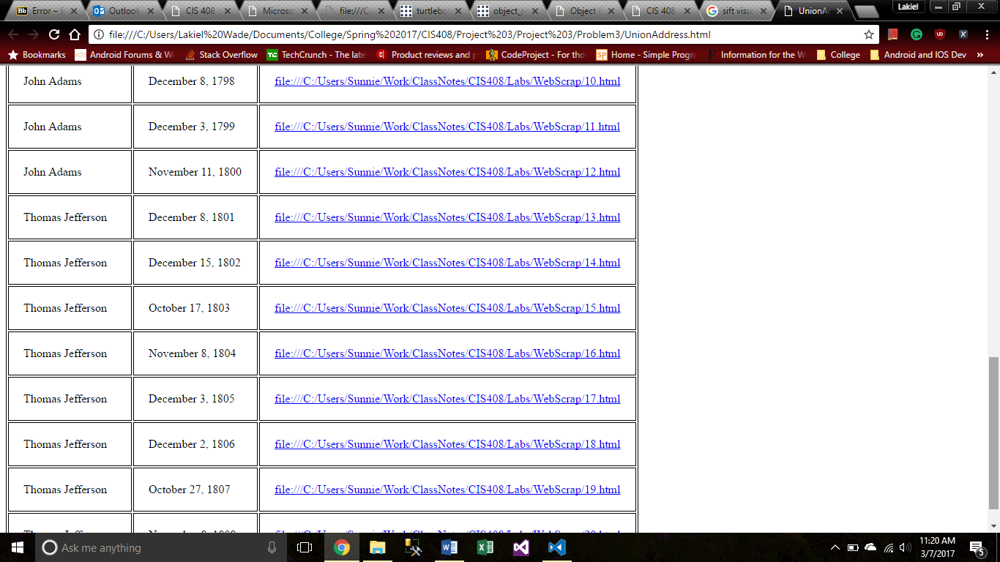 Error – P
Outlook
CIS 408
Microso
file:///C
turtlebo
object_
Object
CIS 408
sift visu
UnionA
Lakiel
file:///C:/Users/Lakiel%20Wade/Documents/College/Spring%202017/CIS408/Project%203/Project%203/Problem3/UnionAddress.html
Bookmarks
Android Forums & W
Stack Overflow
TechCrunch - The late
Product reviews and p
CodeProject - For tho
Home - Simple Progra
Information for the W
College
Android and IOS Dev
»
John Adams December 8, 1798 file:///C:/Users/Sunnie/Work/ClassNotes/CIS408/Labs/WebScrap/10.html
John Adams December 3, 1799 file:///C:/Users/Sunnie/Work/ClassNotes/CIS408/Labs/WebScrap/11.html
John Adams November 11, 1800 file:///C:/Users/Sunnie/Work/ClassNotes/CIS408/Labs/WebScrap/12.html
Thomas Jefferson December 8, 1801 file:///C:/Users/Sunnie/Work/ClassNotes/CIS408/Labs/WebScrap/13.html
Thomas Jefferson December 15, 1802 file:///C:/Users/Sunnie/Work/ClassNotes/CIS408/Labs/WebScrap/14.html
Thomas Jefferson October 17, 1803 file:///C:/Users/Sunnie/Work/ClassNotes/CIS408/Labs/WebScrap/15.html
Thomas Jefferson November 8, 1804 file:///C:/Users/Sunnie/Work/ClassNotes/CIS408/Labs/WebScrap/16.html
Thomas Jefferson December 3, 1805 file:///C:/Users/Sunnie/Work/ClassNotes/CIS408/Labs/WebScrap/17.html
Thomas Jefferson December 2, 1806 file:///C:/Users/Sunnie/Work/ClassNotes/CIS408/Labs/WebScrap/18.html
Thomas Jefferson October 27, 1807 file:///C:/Users/Sunnie/Work/ClassNotes/CIS408/Labs/WebScrap/19.html
Ask me anything
11:20 AM
3/7/2017
5